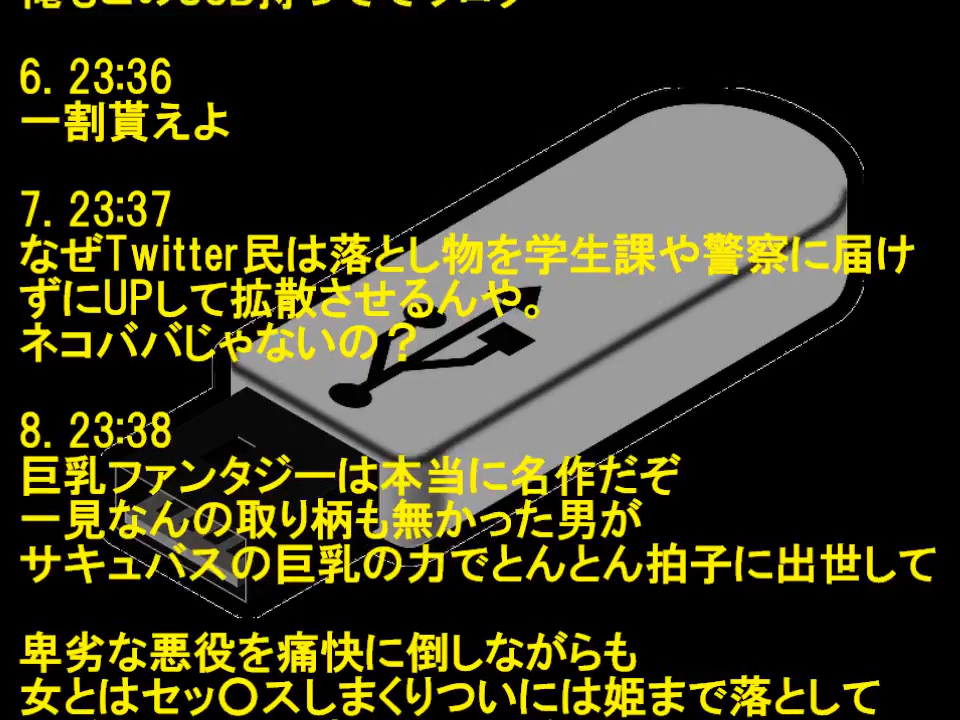 6. 23:36
一割貰えよ
7. 23:37
なぜTwitter民は落とし物を学生課や警察に届け
ずにUPして拡散させるんや。
ネコババじゃないの？
8. 23:38
巨乳ファンタジーは本当に名作だぞ
一見なんの取り柄も無かった男が
サキュバスの巨乳の力でとんとん拍子に出世して
卑劣な悪役を痛快に倒しながらも
女とはセッ〇スしまくりついには姫まで落として